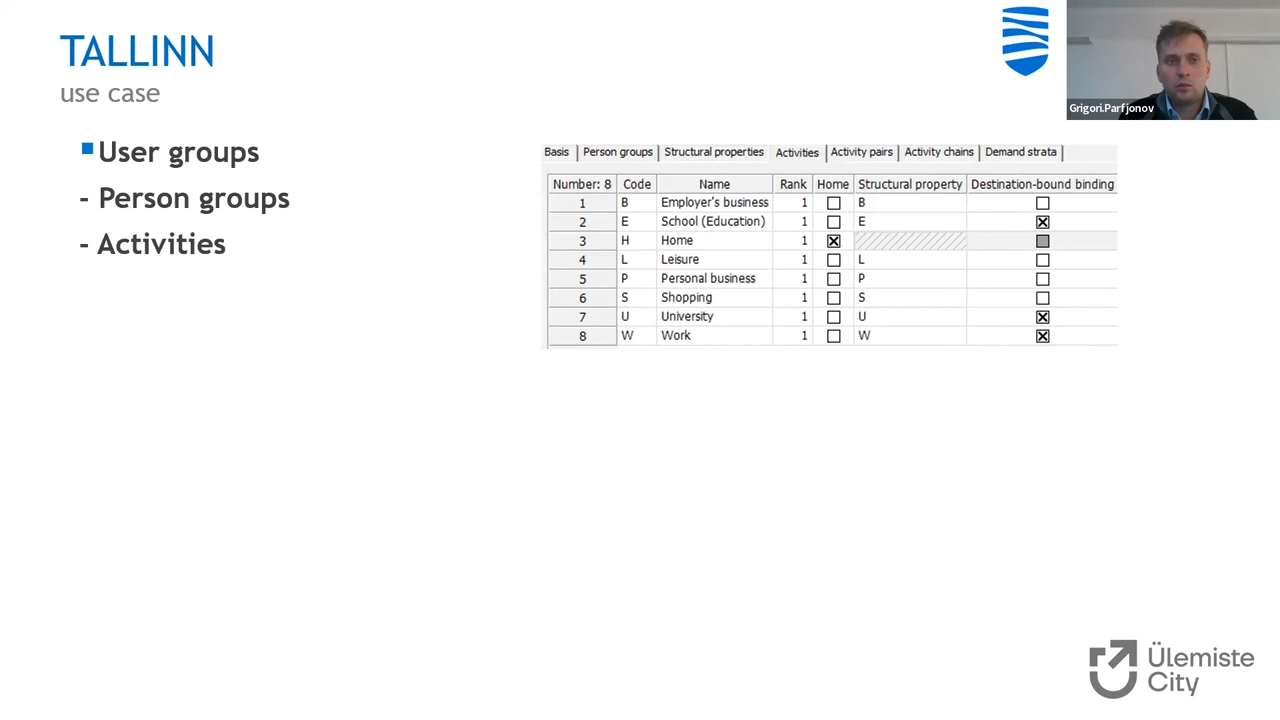 TALLINN
use case
User groups
- Person groups
- Activities
Grigori.Parfjonov
Basis Person groups Structural properties Activities Activity pairs Activity chains Demand strata
Number: 8 Code Name Rank Home Structural property Destination-bound binding
1 B Employer's business 1 B
2 E School (Education) 1 E
3 H Home 1
4 L Leisure 1 L
5 P Personal business 1 P
6 S Shopping 1 S
7 U University 1 U
8 W Work 1 W
Ülemiste
City